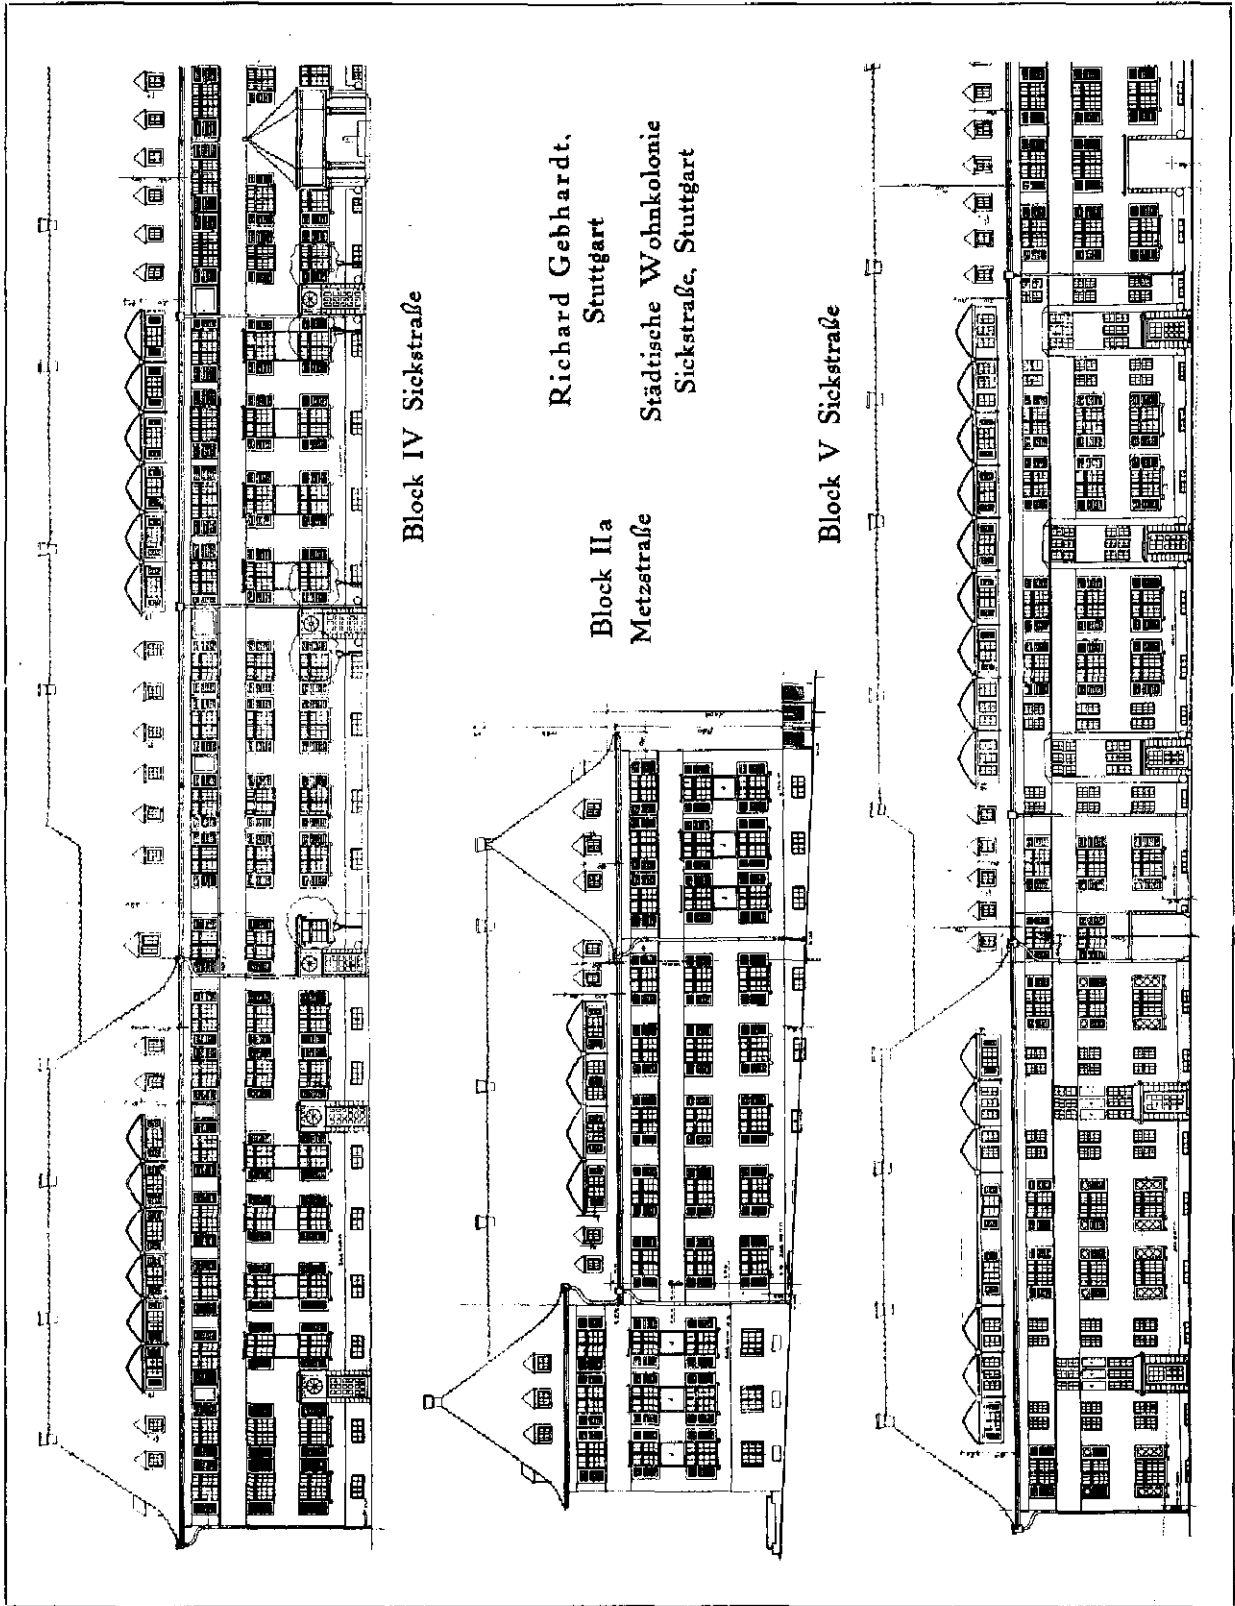 Block IV Sickstraße
Richard Gebhardt,
Stuttgart
Städtische Wohnkolonie
Sickstraße, Stuttgart
Block IIa
Metzstraße
Block V Sickstraße